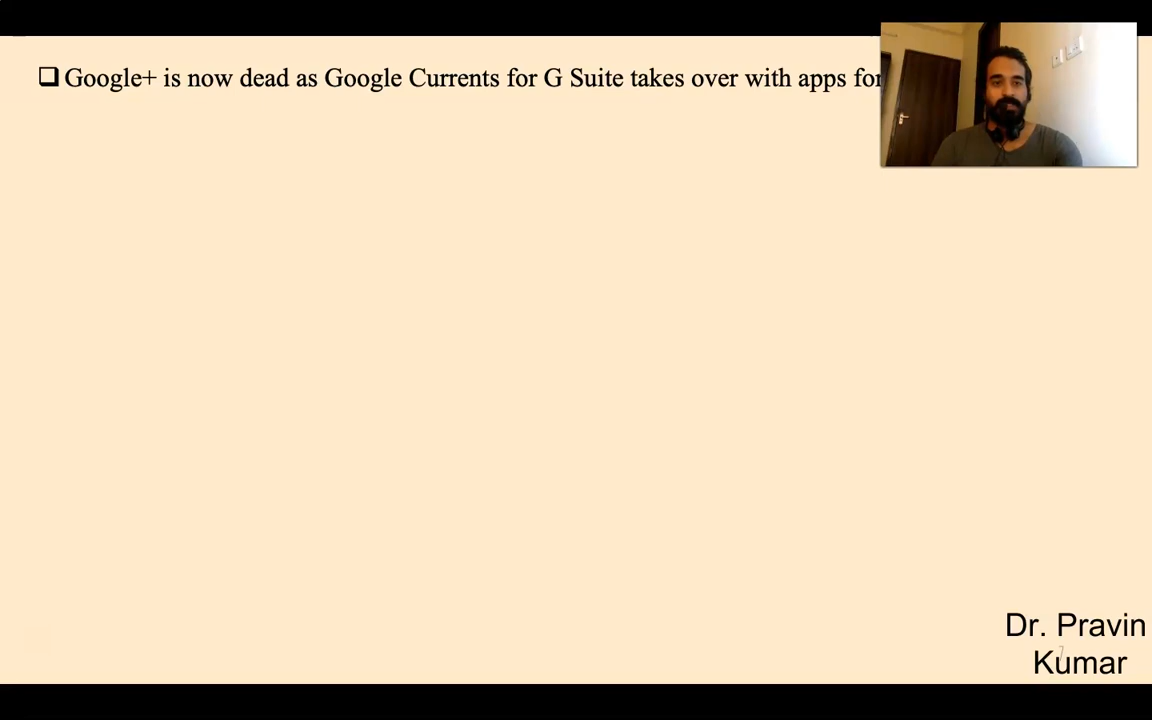 Google+ is now dead as Google Currents for G Suite takes over with apps for
Dr. Pravin
Kumar